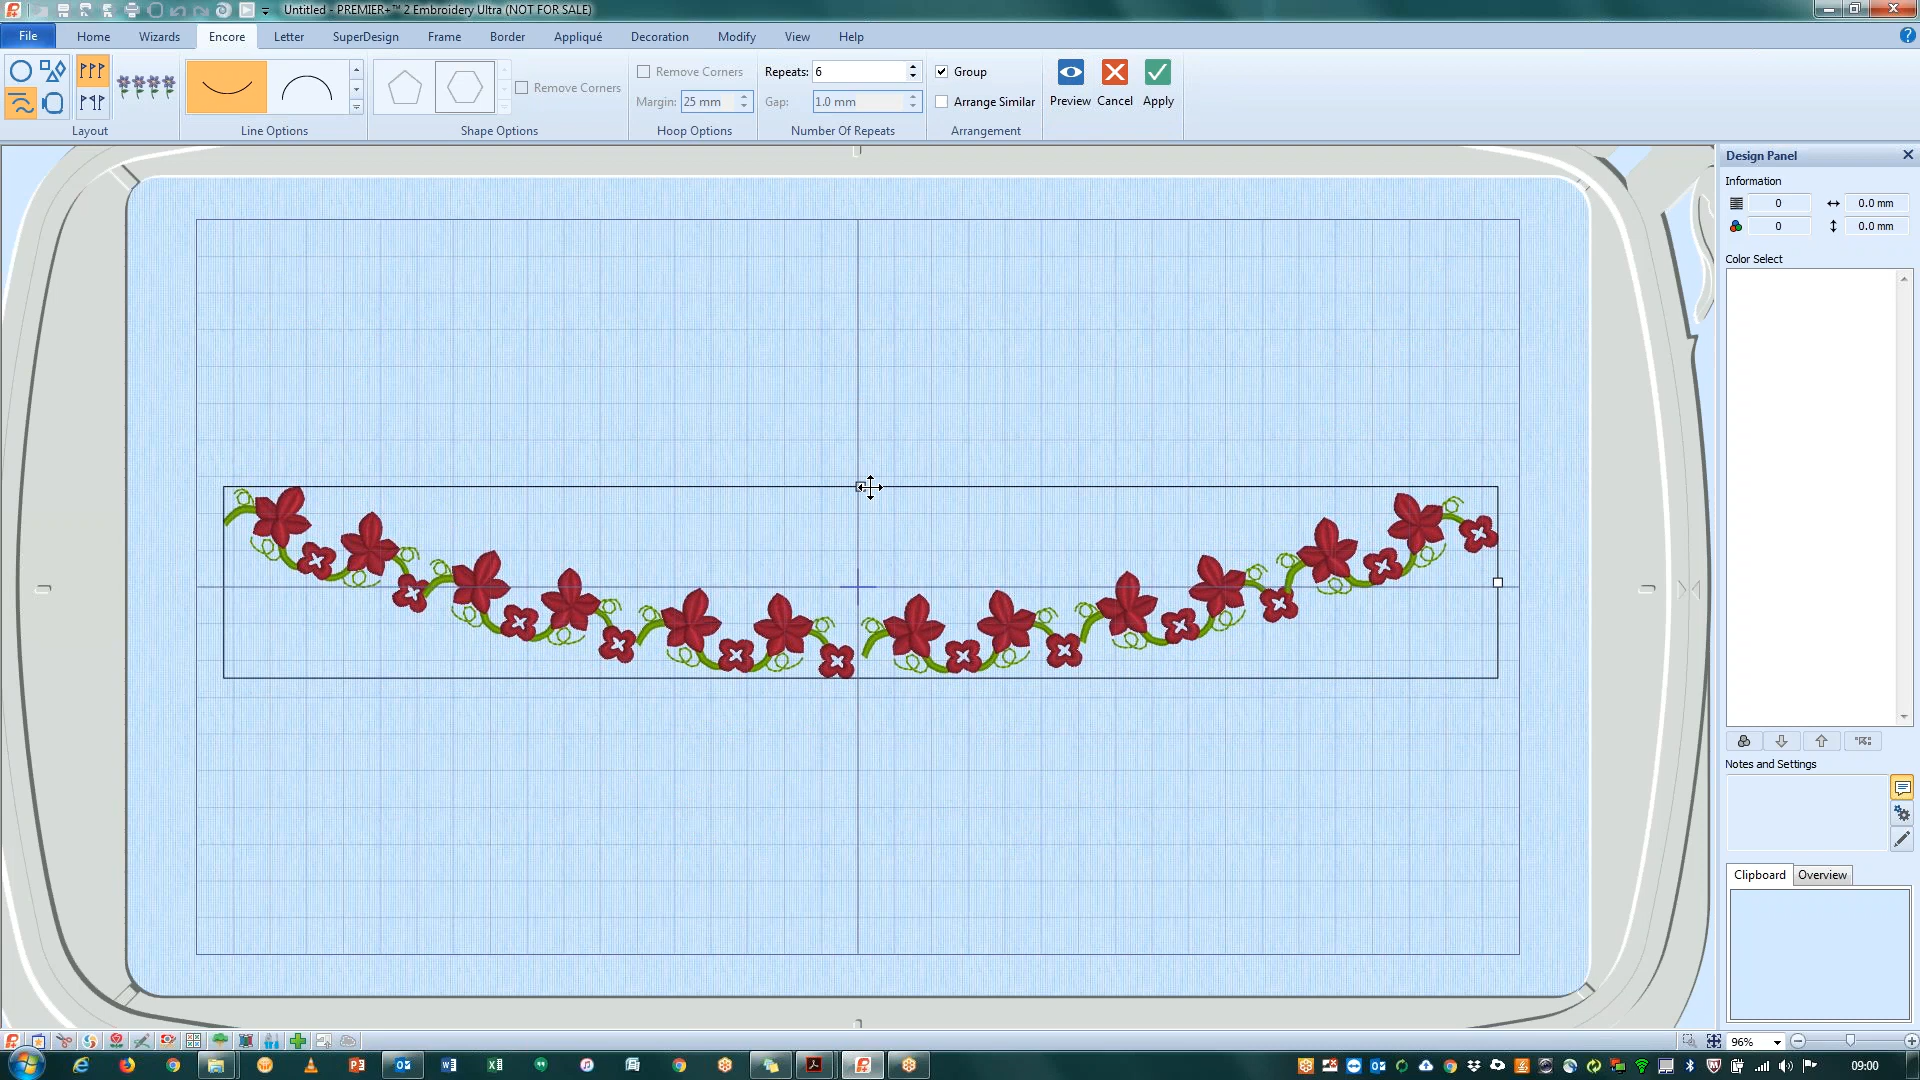 Untitled - PREMIER+™ 2 Embroidery Ultra (NOT FOR SALE)
File Home Wizards Encore Letter SuperDesign Frame Border Appliqué Decoration Modify View Help
Remove Corners
Remove Corners
Margin: 25 mm
Repeats: 6
Gap: 1.0 mm
Group
Arrange Similar
Preview Cancel Apply
Layout Line Options Shape Options Hoop Options Number Of Repeats Arrangement
Design Panel
Information
0 0.0 mm
0 0.0 mm
Color Select
Notes and Settings
Clipboard Overview
96%
09:00